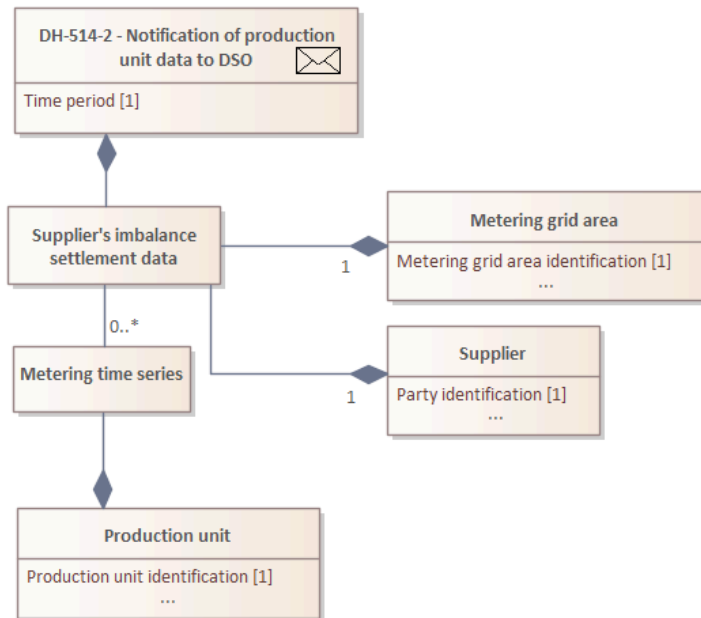 DH-514-2 - Notification of production
unit data to DSO
Time period [1]
Supplier's imbalance
settlement data
Metering grid area
Metering grid area identification [1]
...
1
0..*
Supplier
Party identification [1]
...
1
Metering time series
Production unit
Production unit identification [1]
...